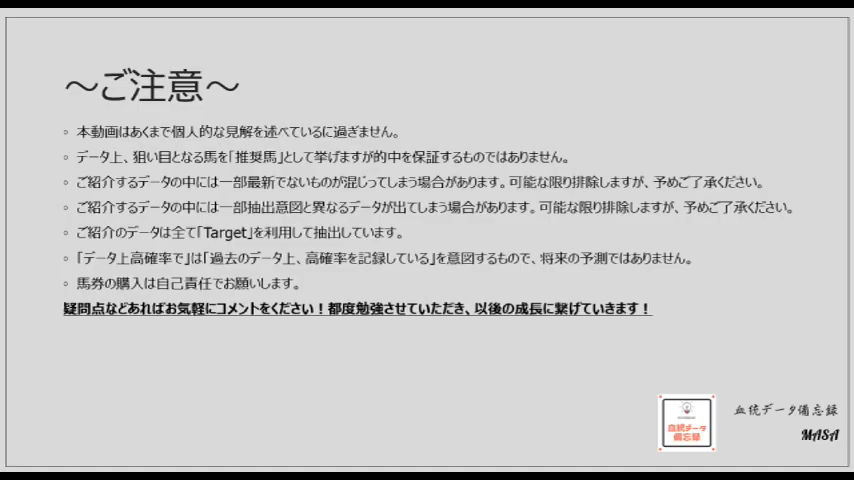 ～ご注意～
本動画はあくまで個人的な見解を述べているに過ぎません。
データ上、狙い目となる馬を「推奨馬」として挙げますが的中を保証するものではありません。
ご紹介するデータの中には一部最新でないものが混じってしまう場合があります。可能な限り排除しますが、予めご了承ください。
ご紹介するデータの中には一部抽出意図と異なるデータが出てしまう場合があります。可能な限り排除しますが、予めご了承ください。
ご紹介のデータは全て「Target」を利用して抽出しています。
「データ上高確率で」は「過去のデータ上、高確率を記録している」を意図するもので、将来の予測ではありません。
馬券の購入は自己責任でお願いします。
疑問点などあればお気軽にコメントをください！都度勉強させていただき、以後の成長に繋げていきます！
血統データ
備忘録
血統データ備忘録
MASA